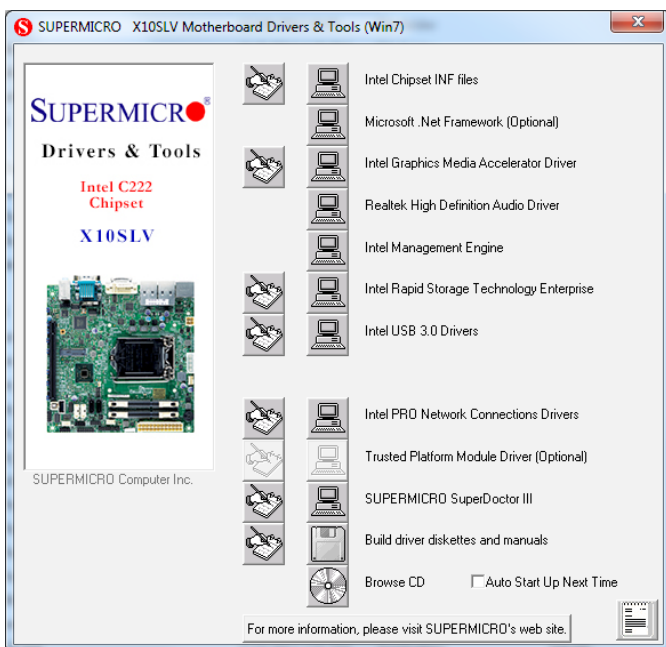 SUPERMICRO X10SLV Motherboard Drivers & Tools (Win7)
SUPERMICRO
Drivers & Tools
Intel C222
Chipset
X10SLV
SUPERMICRO Computer Inc.
Intel Chipset INF files
Microsoft .Net Framework (Optional)
Intel Graphics Media Accelerator Driver
Realtek High Definition Audio Driver
Intel Management Engine
Intel Rapid Storage Technology Enterprise
Intel USB 3.0 Drivers
Intel PRO Network Connections Drivers
Trusted Platform Module Driver (Optional)
SUPERMICRO SuperDoctor III
Build driver diskettes and manuals
Browse CD
Auto Start Up Next Time
For more information, please visit SUPERMICRO's web site.